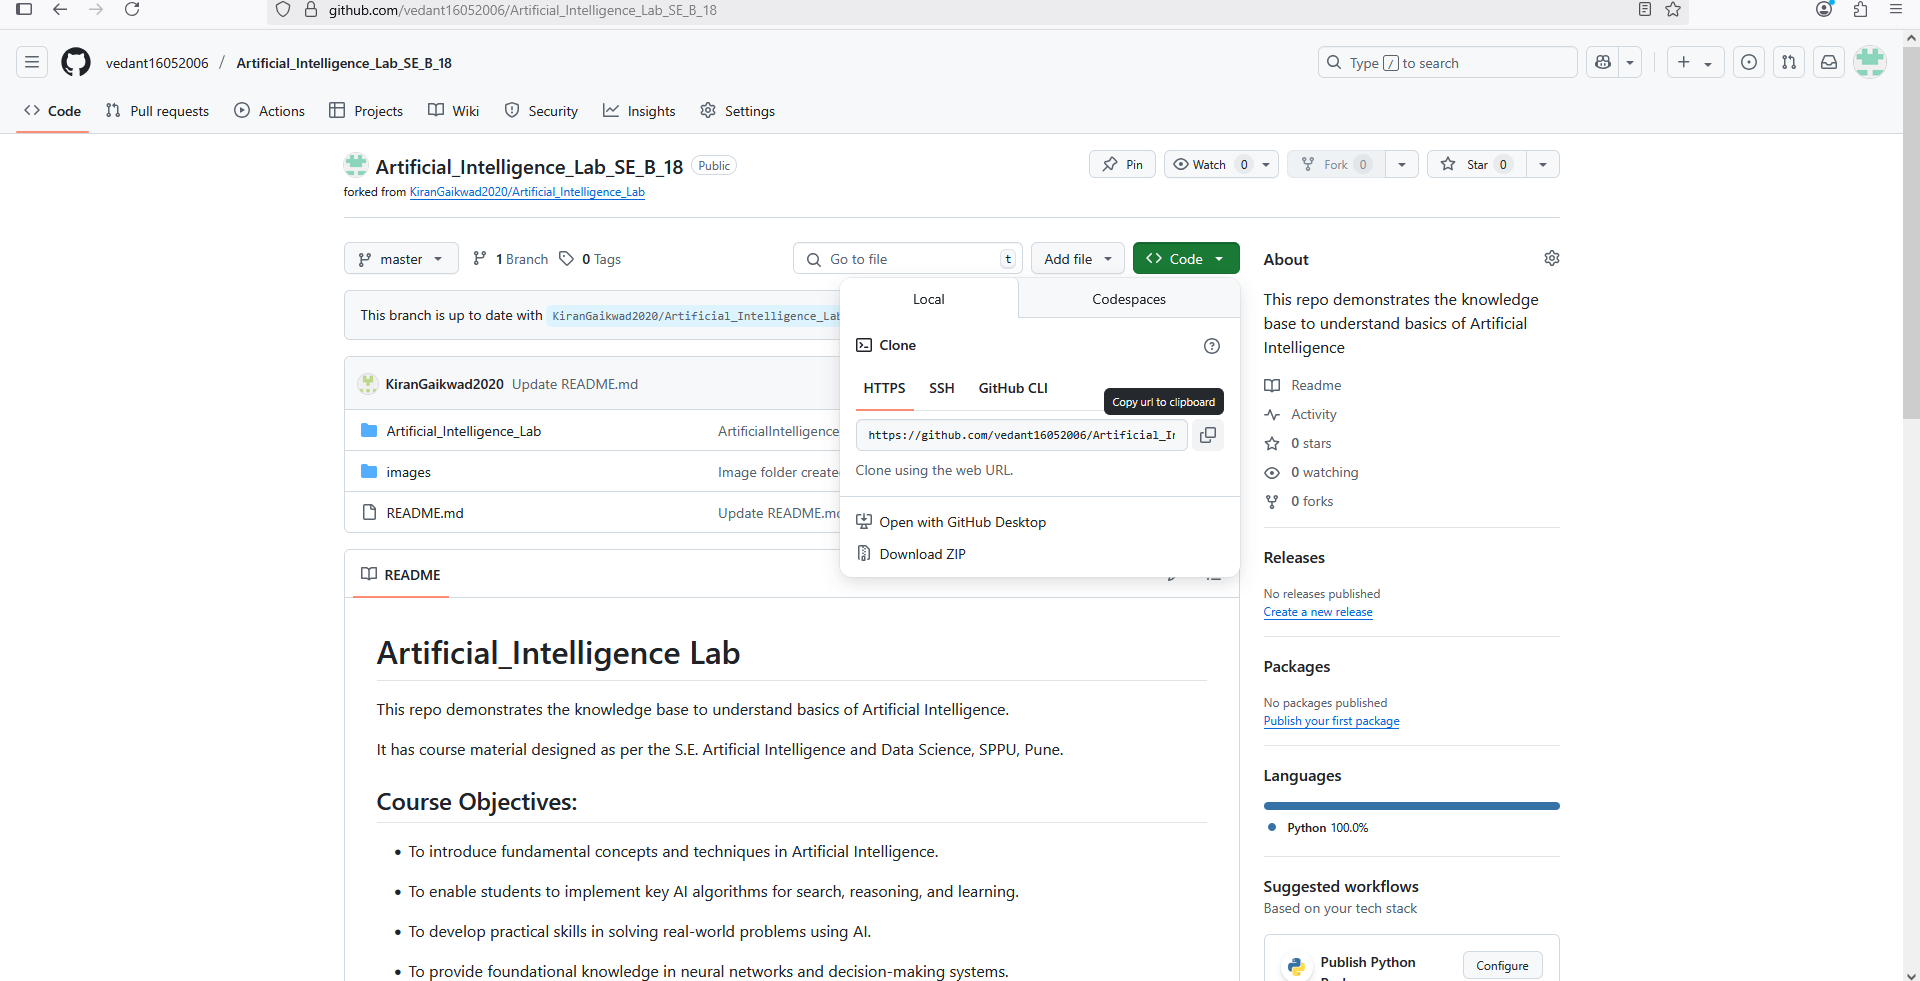 github.com/vedant16052006/Artificial_Intelligence_Lab_SE_B_18
vedant16052006 / Artificial_Intelligence_Lab_SE_B_18
Type / to search
Code Pull requests Actions Projects Wiki Security Insights Settings
Artificial_Intelligence_Lab_SE_B_18 Public
Pin Watch 0 Fork 0 Star 0
forked from KiranGaikwad2020/Artificial_Intelligence_Lab
master 1 Branch 0 Tags
Go to file t
Add file
Code
This branch is up to date with KiranGaikwad2020/Artificial_Intelligence_Lab
KiranGaikwad2020 Update README.md
Artificial_Intelligence_Lab ArtificialIntelligence
images Image folder create
README.md Update README.md
Local Codespaces
Clone
HTTPS SSH GitHub CLI
Copy url to clipboard
https://github.com/vedant16052006/Artificial_I
Clone using the web URL.
Open with GitHub Desktop
Download ZIP
README
Artificial_Intelligence Lab
This repo demonstrates the knowledge base to understand basics of Artificial Intelligence.
It has course material designed as per the S.E. Artificial Intelligence and Data Science, SPPU, Pune.
Course Objectives:
• To introduce fundamental concepts and techniques in Artificial Intelligence.
• To enable students to implement key AI algorithms for search, reasoning, and learning.
• To develop practical skills in solving real-world problems using AI.
• To provide foundational knowledge in neural networks and decision-making systems.
About
This repo demonstrates the knowledge
base to understand basics of Artificial
Intelligence
Readme
Activity
0 stars
0 watching
0 forks
Releases
No releases published
Create a new release
Packages
No packages published
Publish your first package
Languages
Python 100.0%
Suggested workflows
Based on your tech stack
Publish Python
Configure